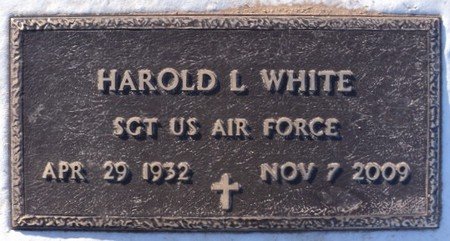 HAROLD L WHITE
SGT US AIR FORCE
APR 29 1932 NOV 7 2009